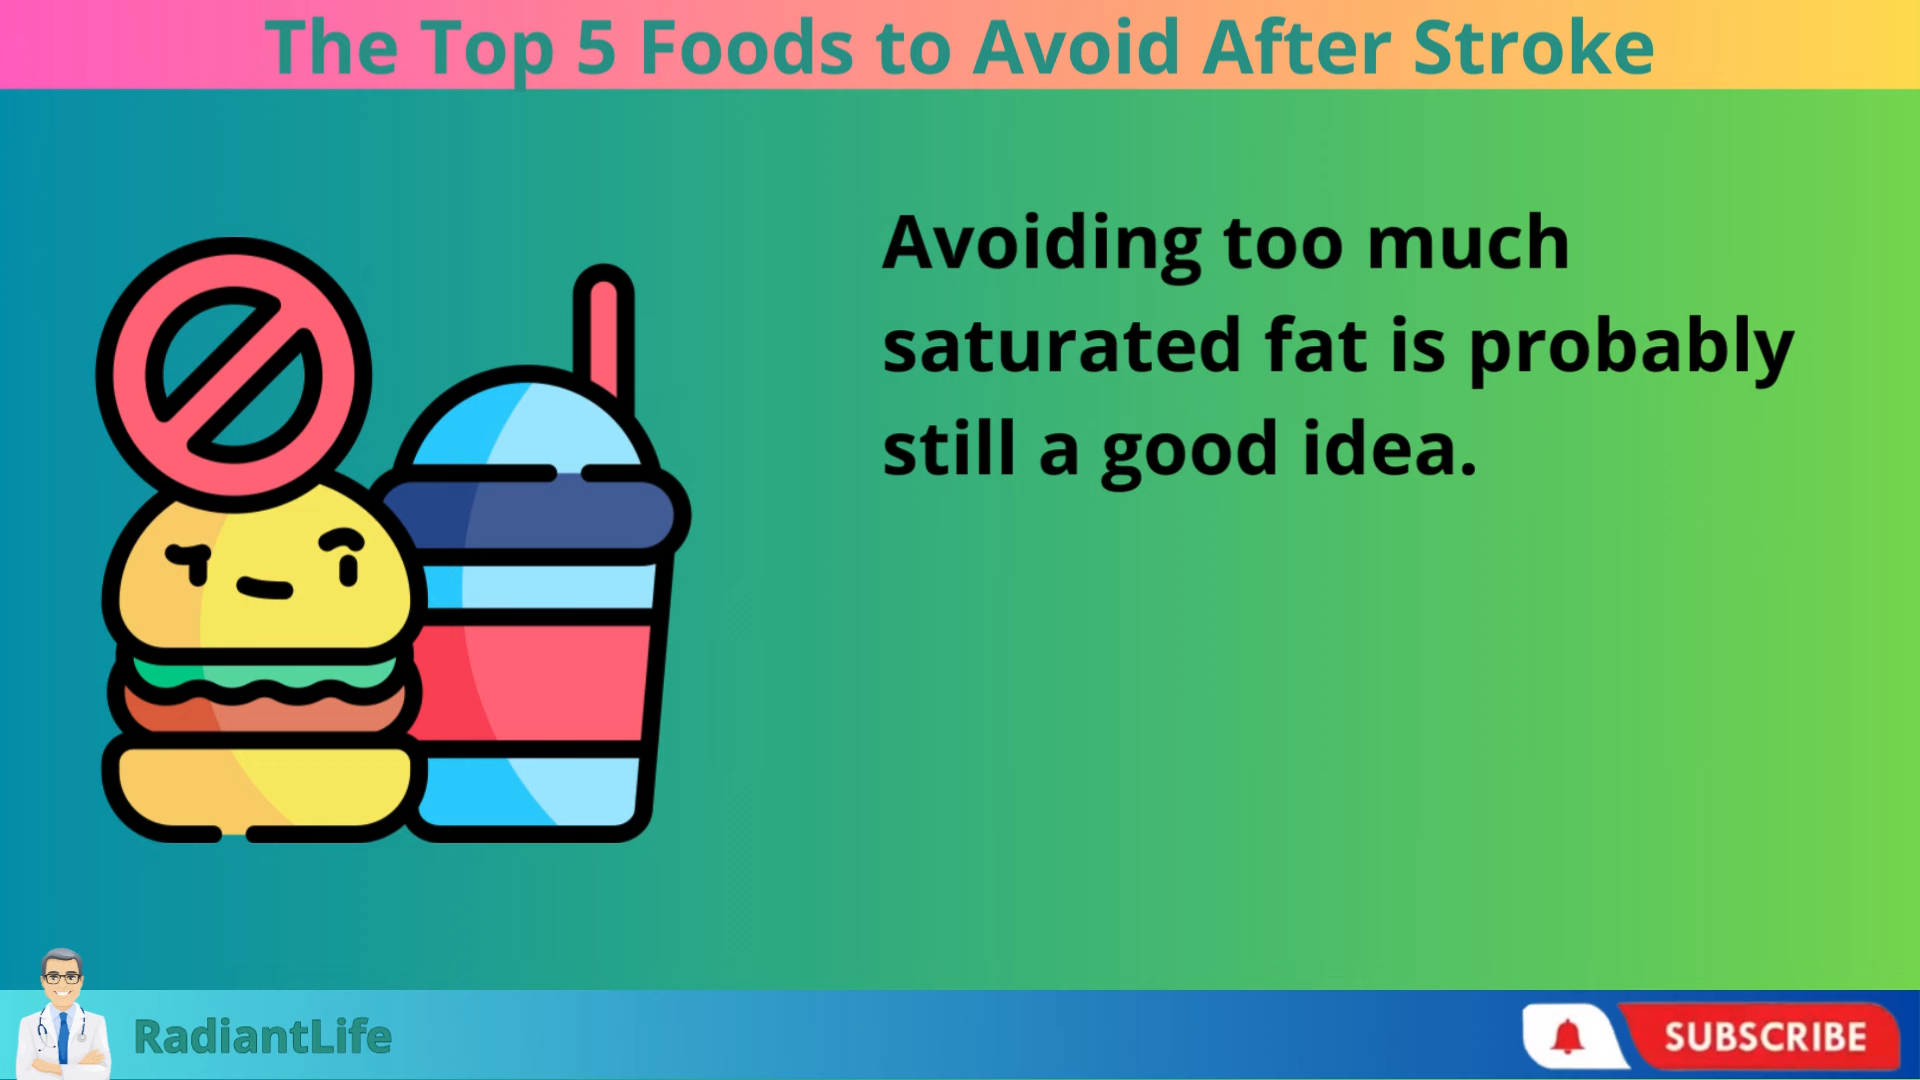 The Top 5 Foods to Avoid After Stroke
Avoiding too much
saturated fat is probably
still a good idea.
RadiantLife
SUBSCRIBE